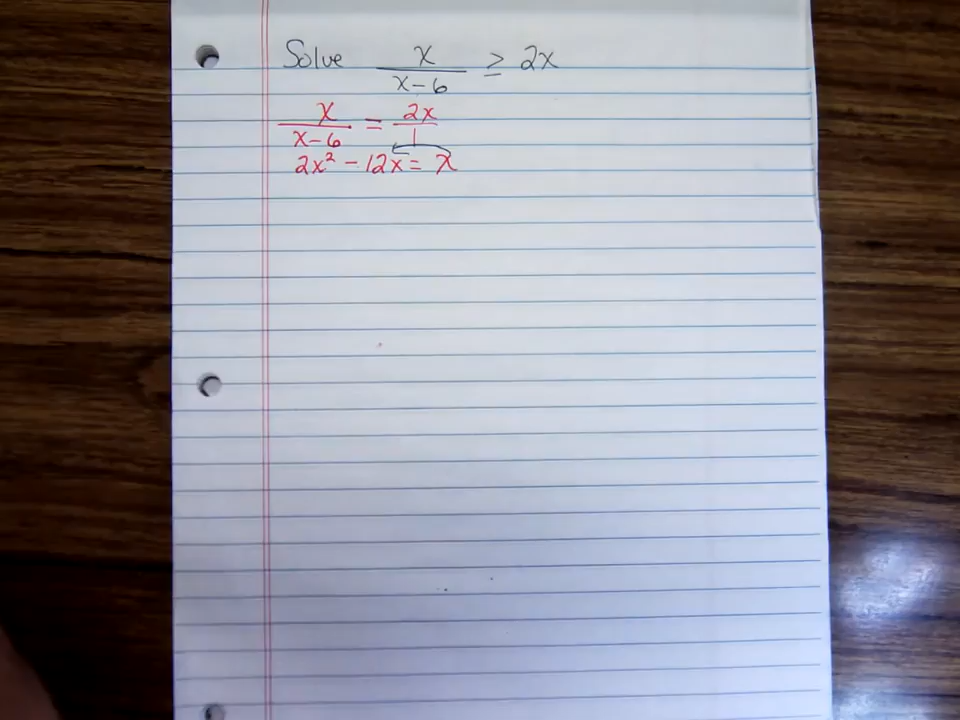 Solve x/(x-6) ≥ 2x
x/(x-6) = 2x/1
2x² - 12x = x